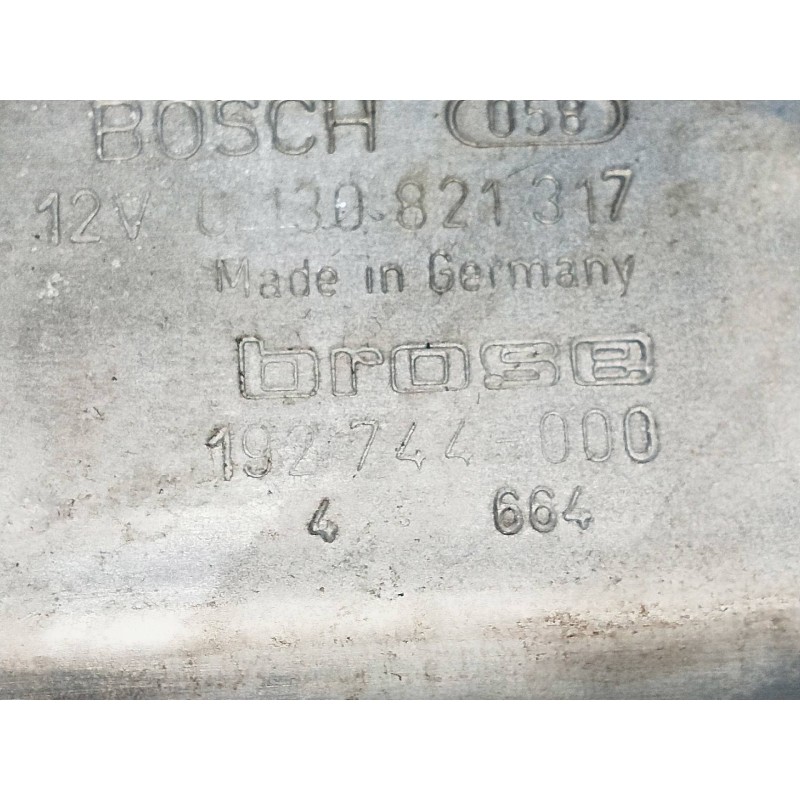 BOSCH 058
12V 0 130 821 317
Made in Germany
brose
192 744-000
4 664